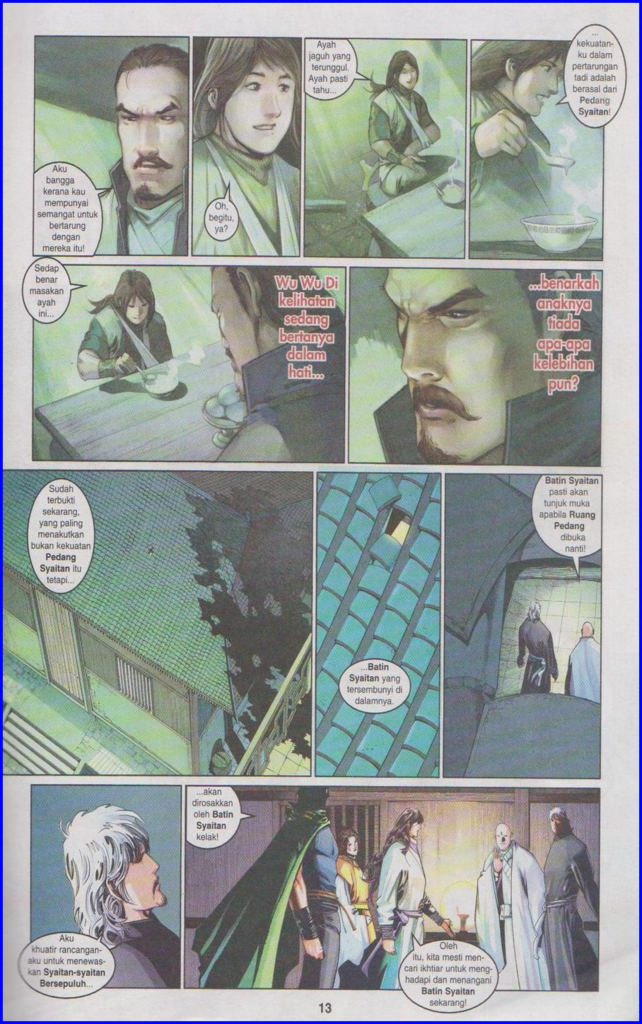 Aku
bangga
kerana kau
mempunyai
semangat untuk
bertarung
dengan
mereka itu!
Oh,
begitu,
ya?
Ayah
jaguh yang
terunggul.
Ayah pasti
tahu...
...
kekuatan-
ku dalam
pertarungan
tadi adalah
berasal dari
Pedang
Syaitan!
Sedap
benar
masakan
ayah
ini...
Wu Wu Di
kelihatan
sedang
bertanya
dalam
hati...
...benarkah
anaknya
tiada
apa-apa
kelebihan
pun?
Sudah
terbukti
sekarang,
yang paling
menakutkan
bukan kekuatan
Pedang
Syaitan itu
tetapi...
...Batin
Syaitan yang
tersembunyi di
dalamnya.
Batin Syaitan
pasti akan
tunjuk muka
apabila Ruang
Pedang
dibuka
nanti!
Aku
khuatir rancangan-
aku untuk menewas-
kan Syaitan-syaitan
Bersepuluh...
...akan
dirosakkan
oleh Batin
Syaitan
kelak!
Oleh
itu, kita mesti men-
cari ikhtiar untuk meng-
hadapi dan menangani
Batin Syaitan
sekarang!
13